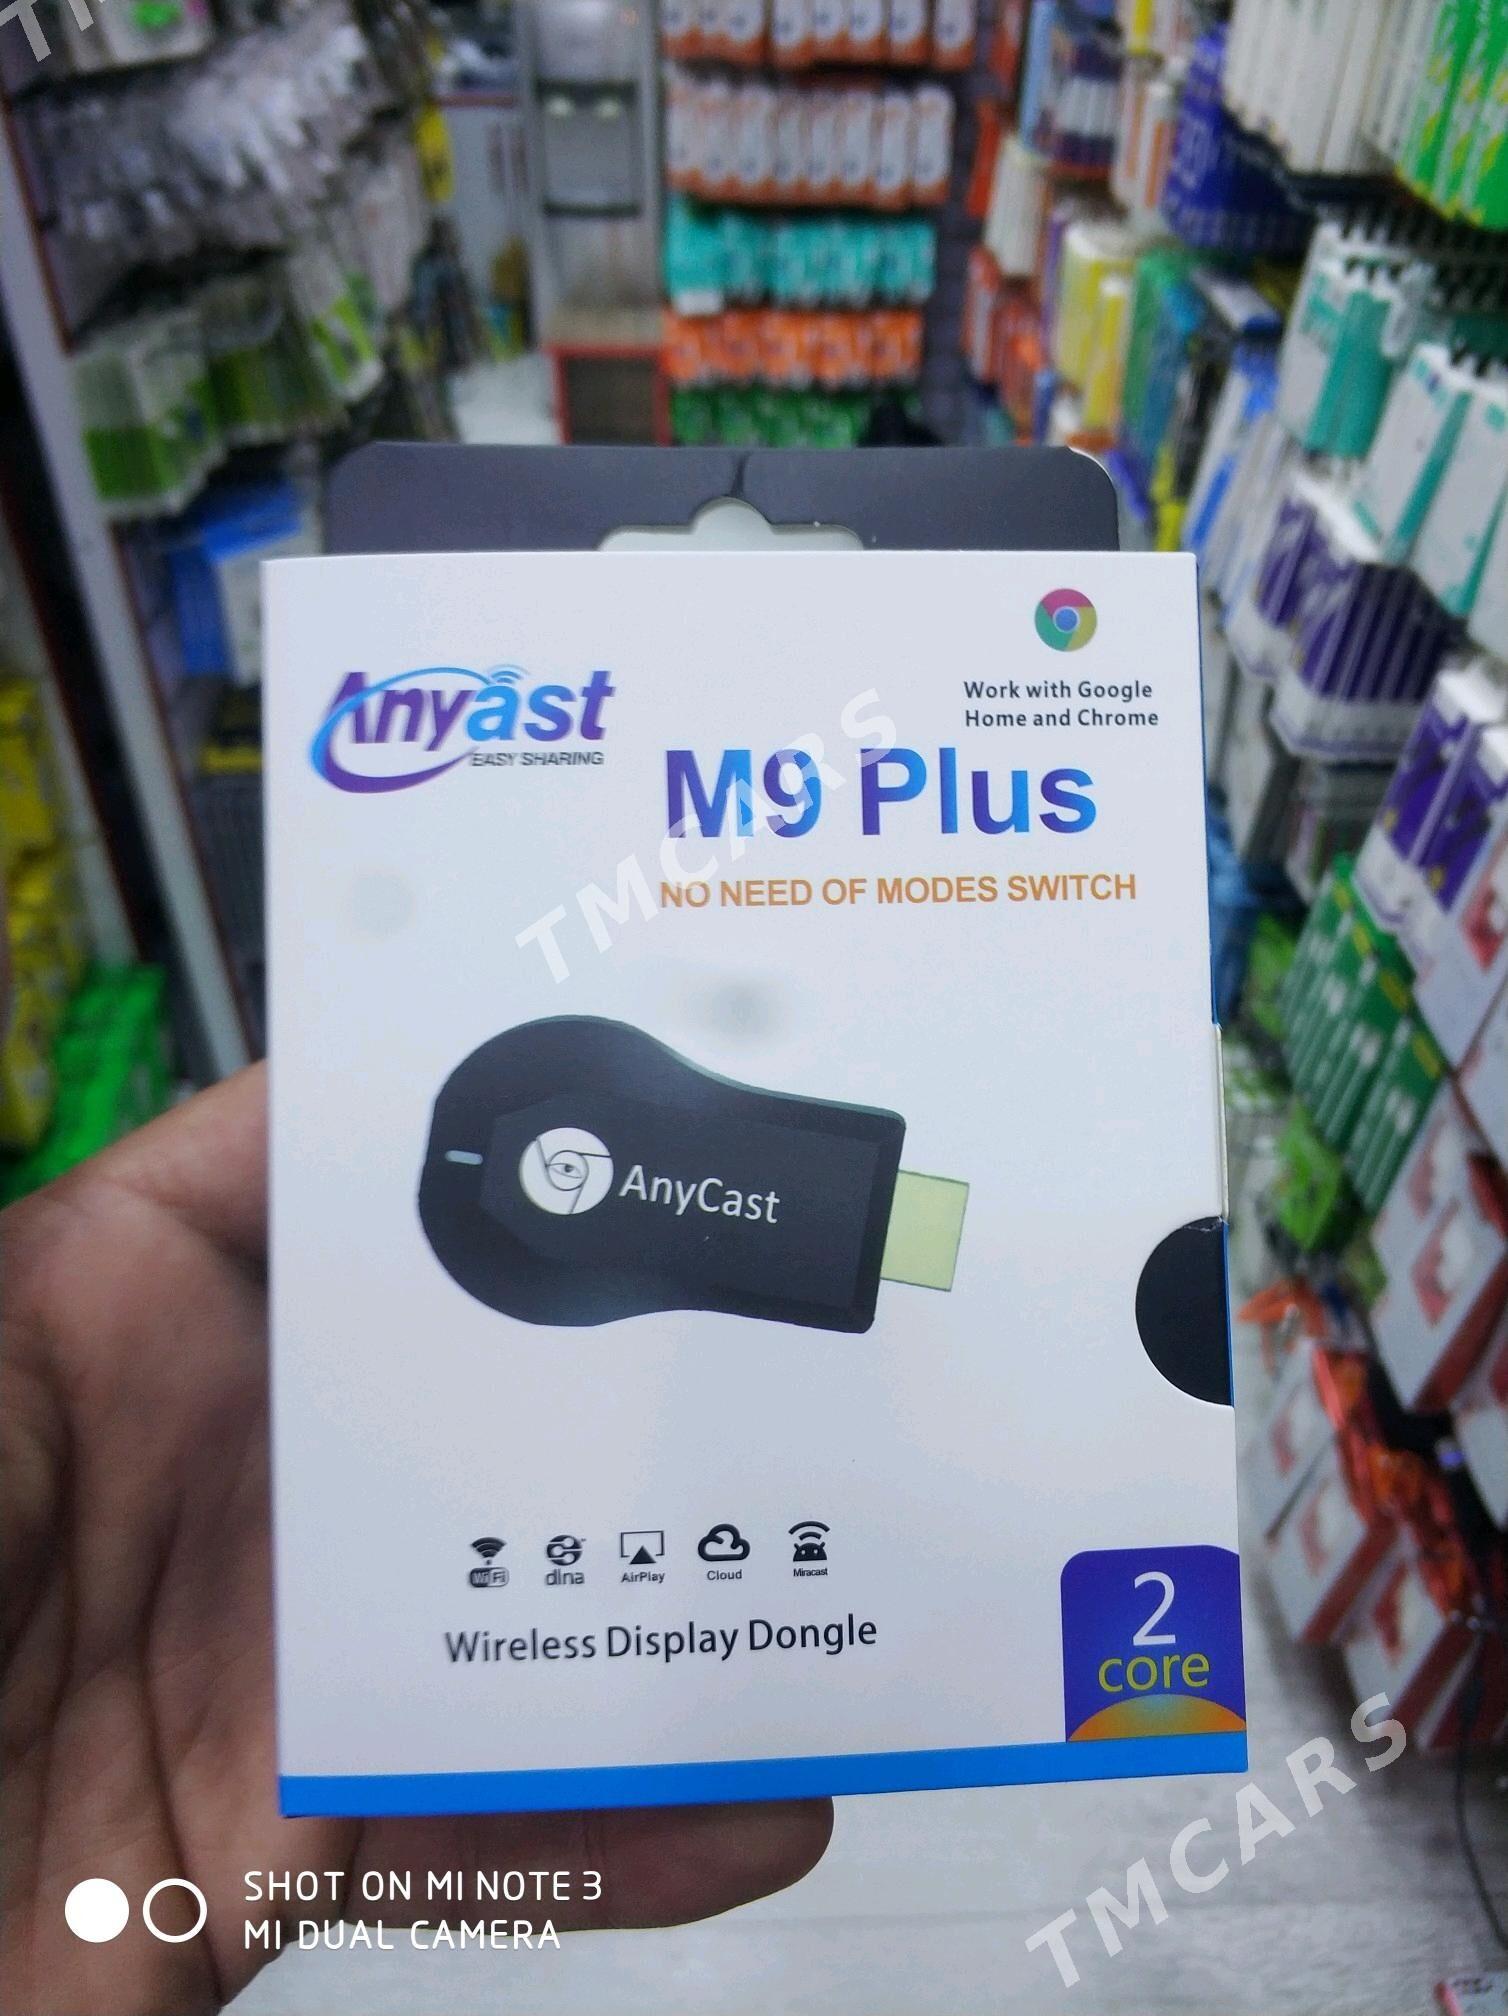 Anyast
EASY SHARING
Work with Google
Home and Chrome
M9 Plus
NO NEED OF MODES SWITCH
TMCARS
AnyCast
WiFi
dlna
AirPlay
Cloud
Miracast
Wireless Display Dongle
2
core
SHOT ON MI NOTE 3
MI DUAL CAMERA
TMCARS